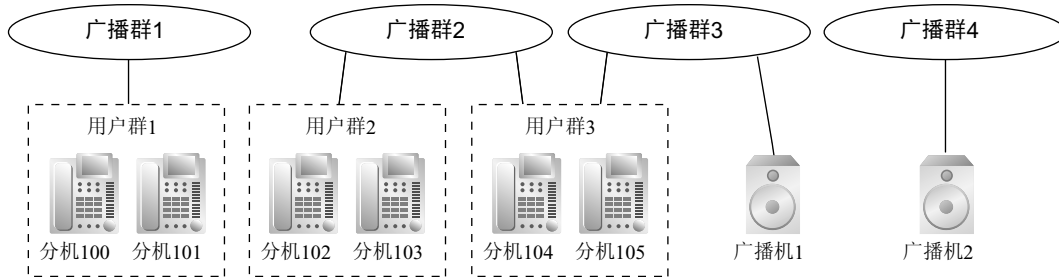 广播群1 广播群2 广播群3 广播群4
用户群1 用户群2 用户群3
分机100 分机101 分机102 分机103 分机104 分机105 广播机1 广播机2